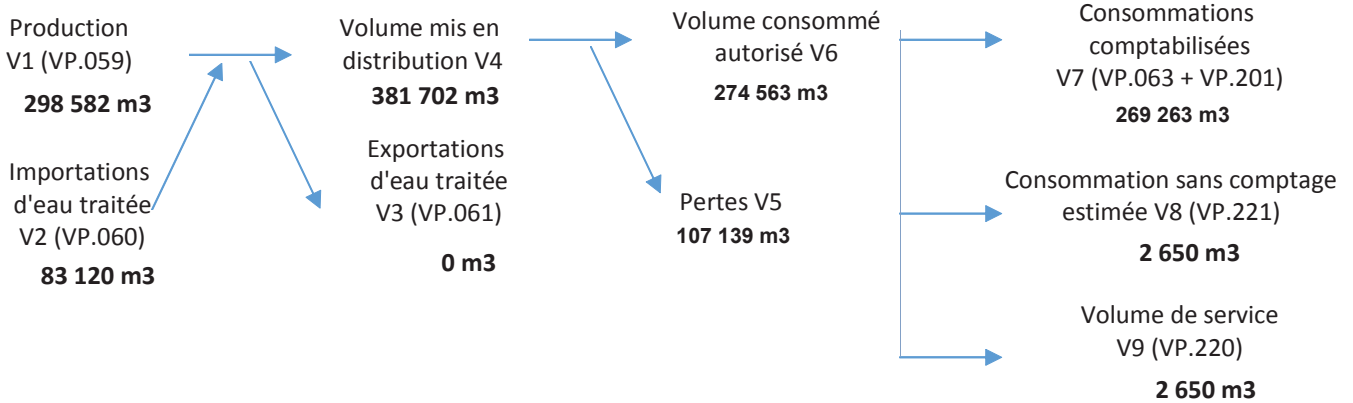 Production
V1 (VP.059)
298 582 m3
Importations
d'eau traitée
V2 (VP.060)
83 120 m3
Volume mis en
distribution V4
381 702 m3
Exportations
d'eau traitée
V3 (VP.061)
0 m3
Volume consommé
autorisé V6
274 563 m3
Pertes V5
107 139 m3
Consommations
comptabilisées
V7 (VP.063 + VP.201)
269 263 m3
Consommation sans comptage
estimée V8 (VP.221)
2 650 m3
Volume de service
V9 (VP.220)
2 650 m3